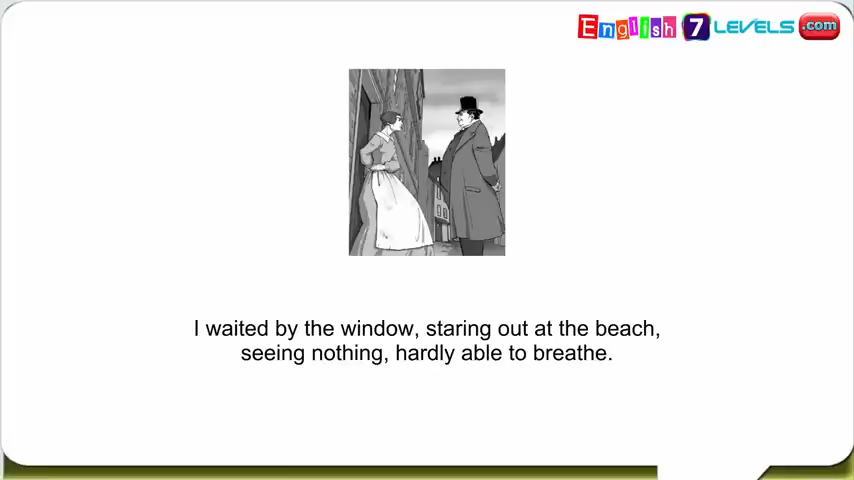 English 7 LEVELS .com
I waited by the window, staring out at the beach,
seeing nothing, hardly able to breathe.